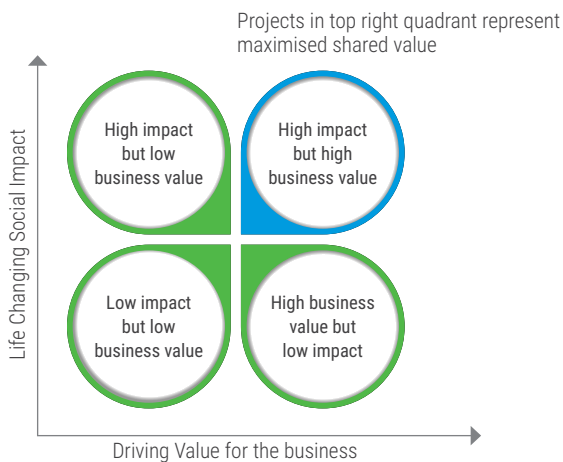 Projects in top right quadrant represent
maximised shared value
Life Changing Social Impact
High impact
but low
business value
High impact
but high
business value
Low impact
but low
business value
High business
value but
low impact
Driving Value for the business